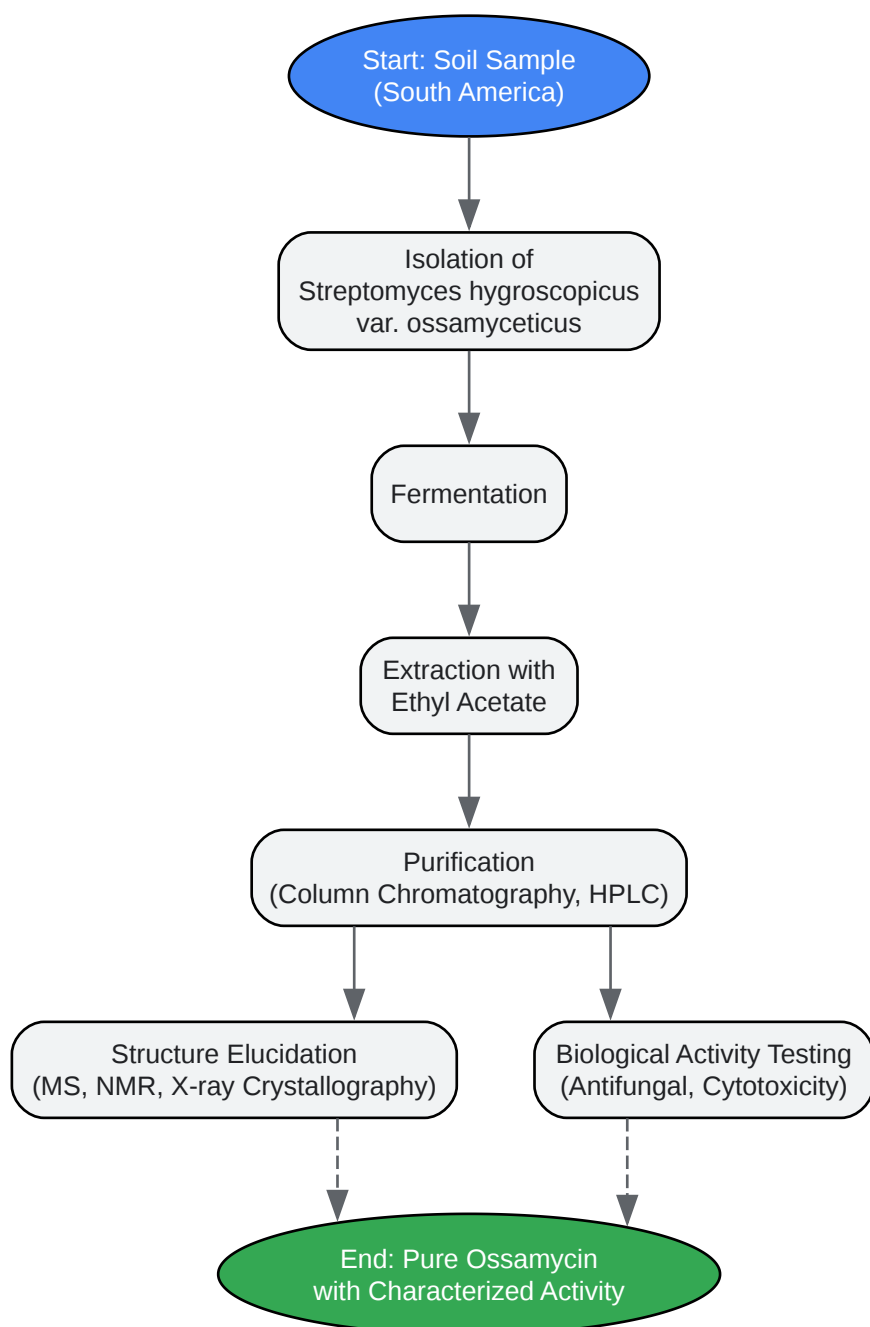 Start: Soil Sample
(South America)
Isolation of
Streptomyces hygroscopicus
var. ossamyceticus
Fermentation
Extraction with
Ethyl Acetate
Purification
(Column Chromatography, HPLC)
Structure Elucidation
(MS, NMR, X-ray Crystallography)
Biological Activity Testing
(Antifungal, Cytotoxicity)
End: Pure Ossamycin
with Characterized Activity